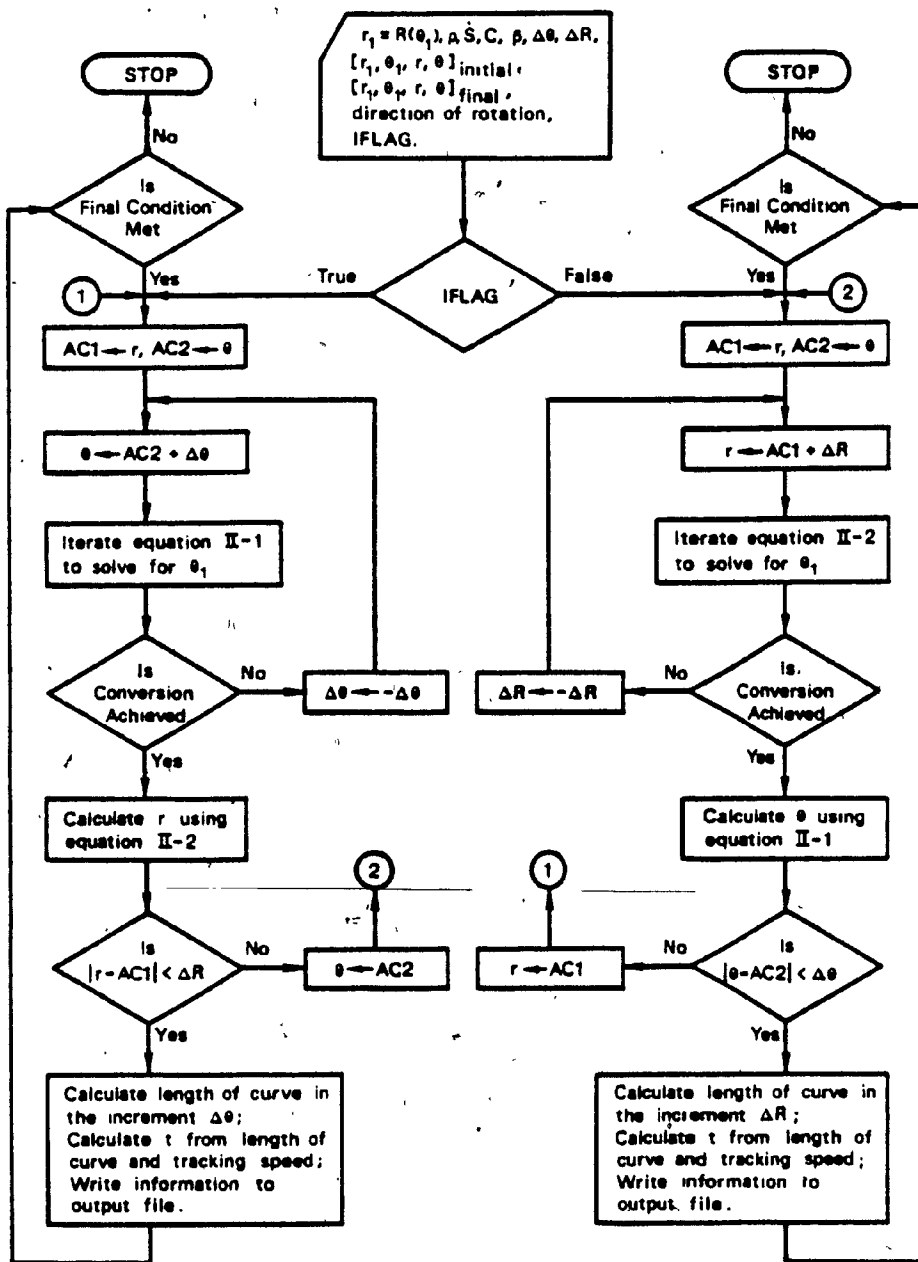 r₁ = R(θ₁), ρ, Ṡ, C, β, Δθ, ΔR,
[r₁, θ₁, r, θ]initial,
[r₁, θ₁, r, θ]final,
direction of rotation,
IFLAG.
IFLAG
True
False
STOP
No
Is
Final Condition
Met
Yes
1
AC1 ← r, AC2 ← θ
θ ← AC2 + Δθ
Iterate equation II-1
to solve for θ₁
Is
Conversion
Achieved
No
Δθ ← -Δθ
Yes
Calculate r using
equation II-2
Is
|r - AC1| < ΔR
No
θ ← AC2
2
Yes
Calculate length of curve in
the increment Δθ;
Calculate t from length of
curve and tracking speed;
Write information to
output file.
STOP
No
Is
Final Condition
Met
Yes
2
AC1 ← r, AC2 ← θ
r ← AC1 + ΔR
Iterate equation II-2
to solve for θ₁
Is
Conversion
Achieved
No
ΔR ← -ΔR
Yes
Calculate θ using
equation II-1
Is
|θ-AC2| < Δθ
No
r ← AC1
1
Yes
Calculate length of curve in
the increment ΔR;
Calculate t from length of
curve and tracking speed;
Write information to
output file.